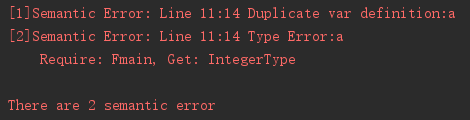 [1]Semantic Error: Line 11:14 Duplicate var definition:a
[2]Semantic Error: Line 11:14 Type Error:a
Require: Fmain, Get: IntegerType
There are 2 semantic error